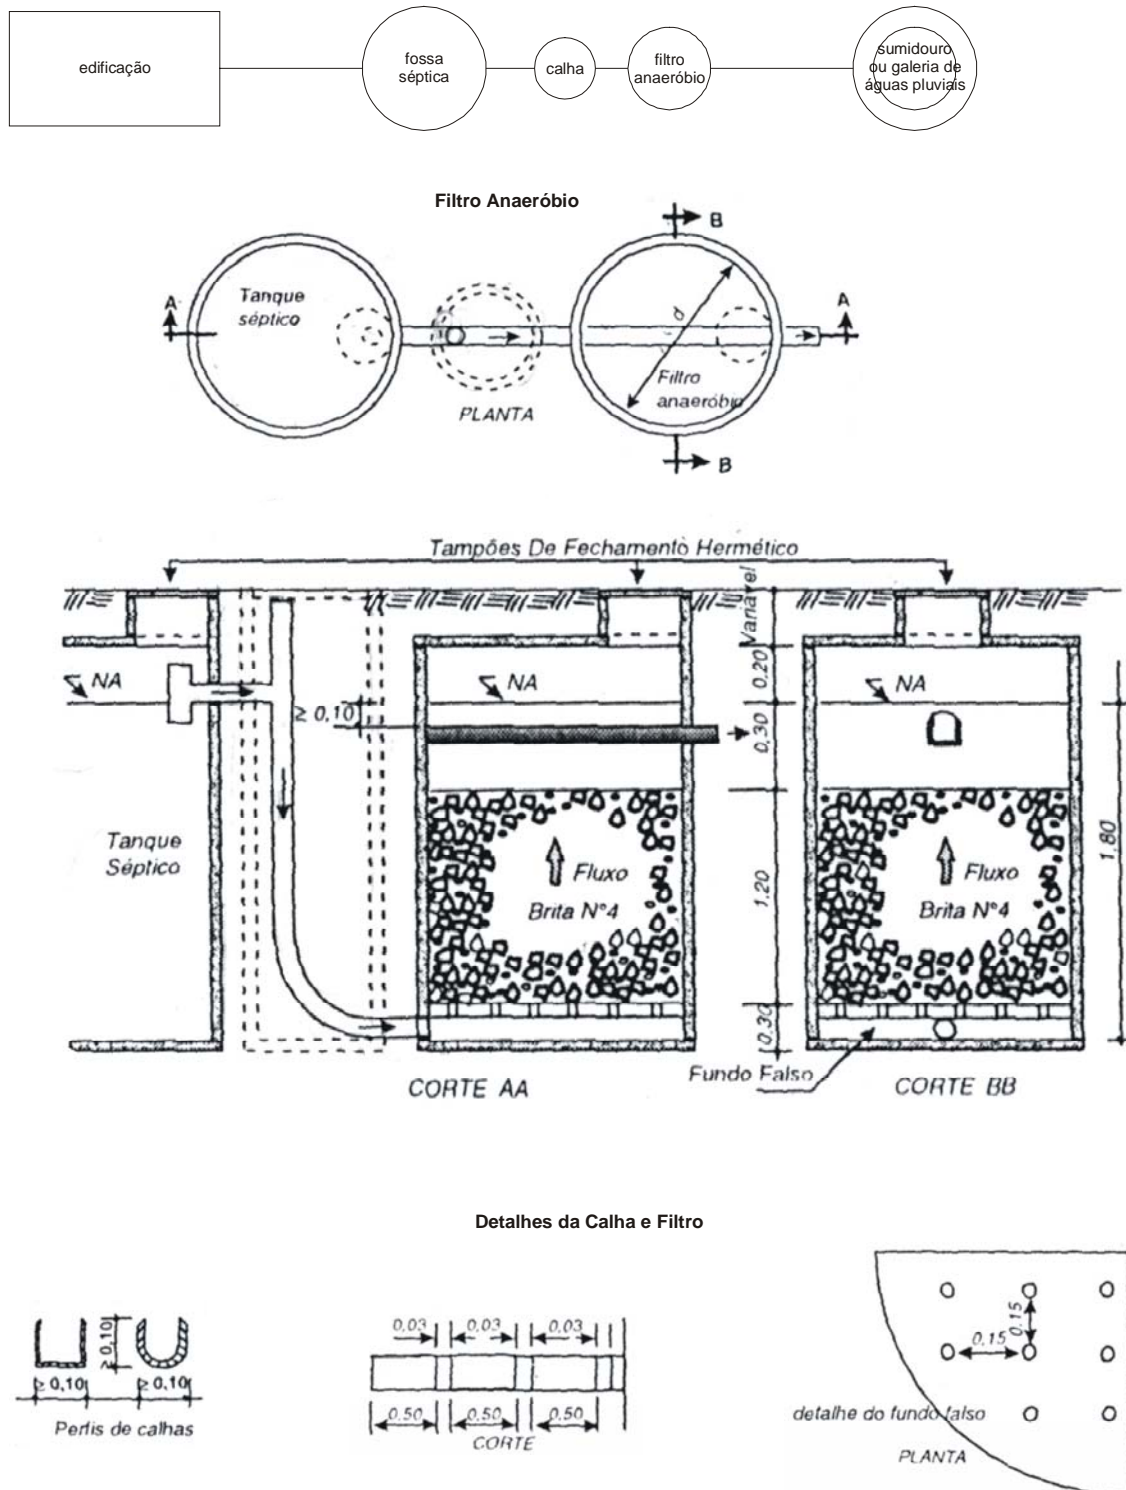 edificação
fossa
séptica
calha
filtro
anaeróbio
sumidouro
ou galeria de
águas pluviais
Filtro Anaeróbio
B
A
Tanque
séptico
d
A
Filtro
anaeróbio
PLANTA
B
Tampões De Fechamento Hermético
Variável
0,20
NA
NA
NA
≥ 0,10
0,30
Tanque
Séptico
Fluxo
Brita N°4
1,20
Fluxo
Brita N°4
1,80
0,30
Fundo Falso
CORTE AA
CORTE BB
Detalhes da Calha e Filtro
≥ 0,10
≥ 0,10
≥ 0,10
Perfis de calhas
0,03
0,03
0,03
0,50
0,50
0,50
CORTE
0,15
0,15
detalhe do fundo falso
PLANTA